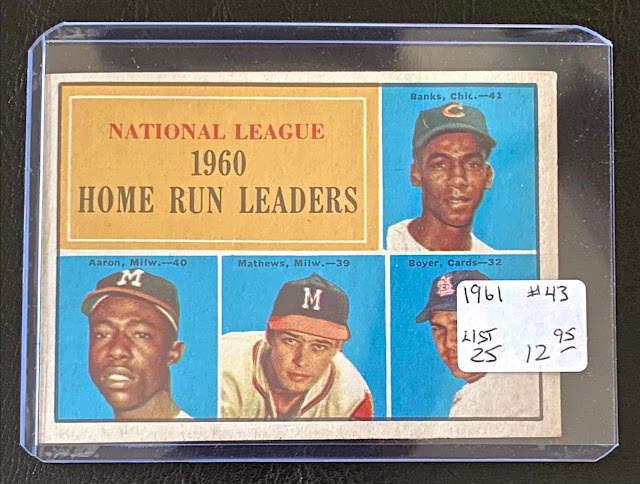 Banks, Chic.—41
NATIONAL LEAGUE
1960
HOME RUN LEADERS
C
Aaron, Milw.—40
Mathews, Milw.—39
Boyer, Cards—32
M
M
1961 #43
LIST
25 12 95